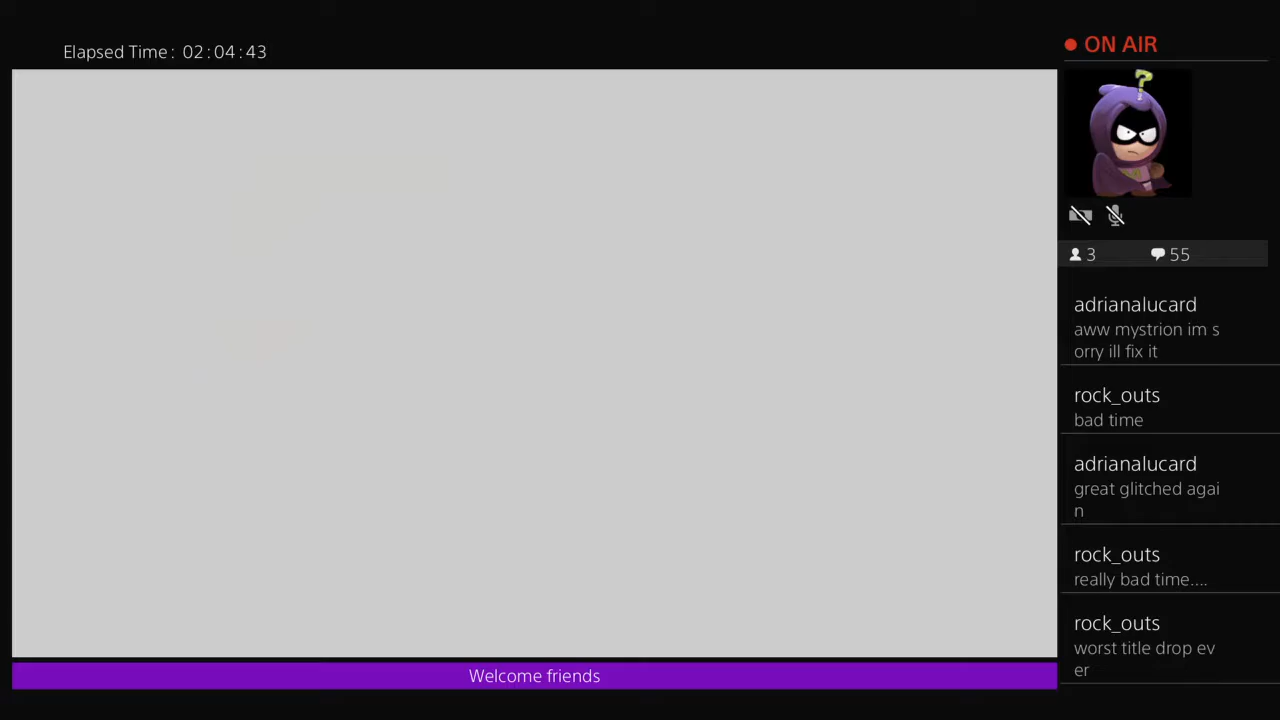 Elapsed Time: 02:04:43
ON AIR
?
3 55
adrianalucard
aww mystrion im s
orry ill fix it
rock_outs
bad time
adrianalucard
great glitched agai
n
rock_outs
really bad time....
rock_outs
worst title drop ev
er
Welcome friends